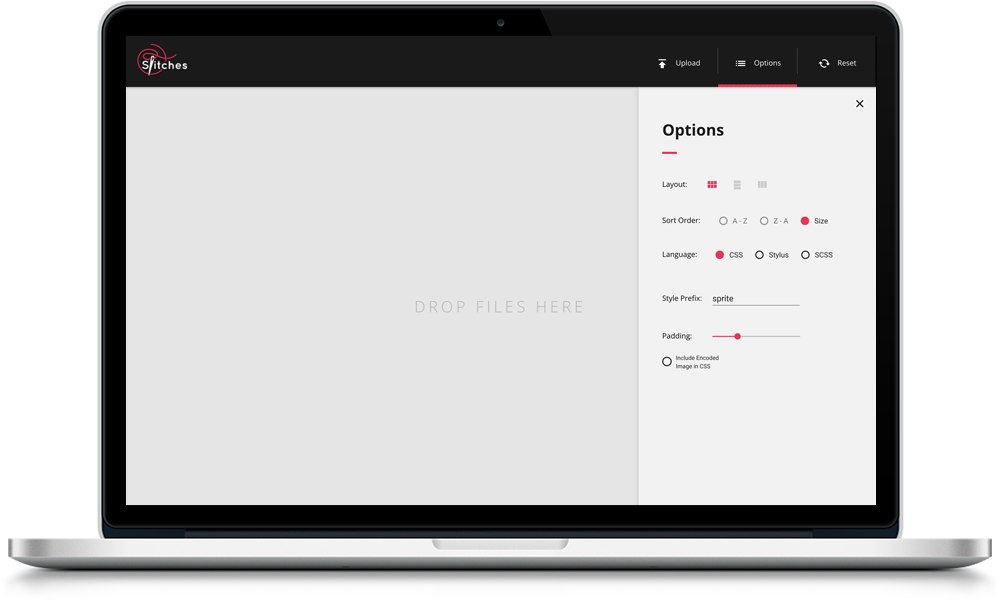 Stitches
Upload
Options
Reset
Options
Layout:
Sort Order: A - Z Z - A Size
Language: CSS Stylus SCSS
Style Prefix: sprite
Padding:
Include Encoded
Image in CSS
DROP FILES HERE